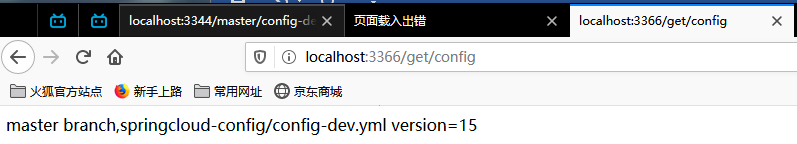 localhost:3344/master/config-de
页面载入出错
localhost:3366/get/config
localhost:3366/get/config
火狐官方站点 新手上路 常用网址 京东商城
master branch,springcloud-config/config-dev.yml version=15